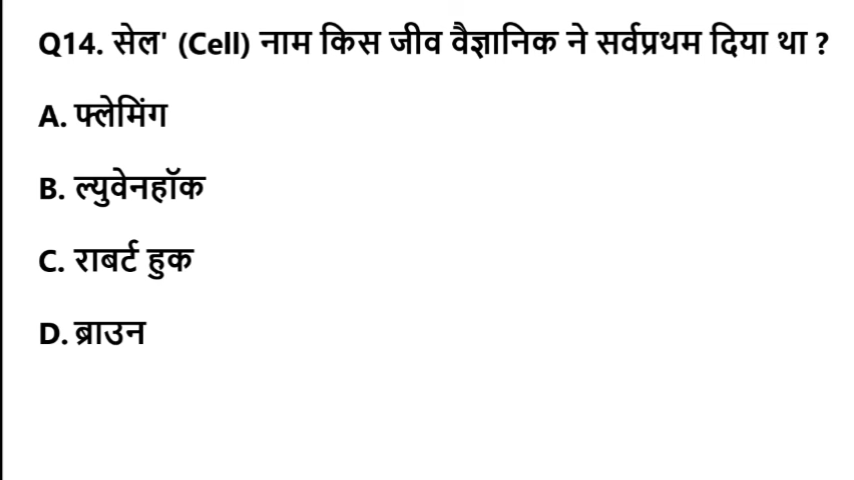 Q14. सेल' (Cell) नाम किस जीव वैज्ञानिक ने सर्वप्रथम दिया था ?
A. फ्लेमिंग
B. ल्युवेनहॉक
C. राबर्ट हुक
D. ब्राउन